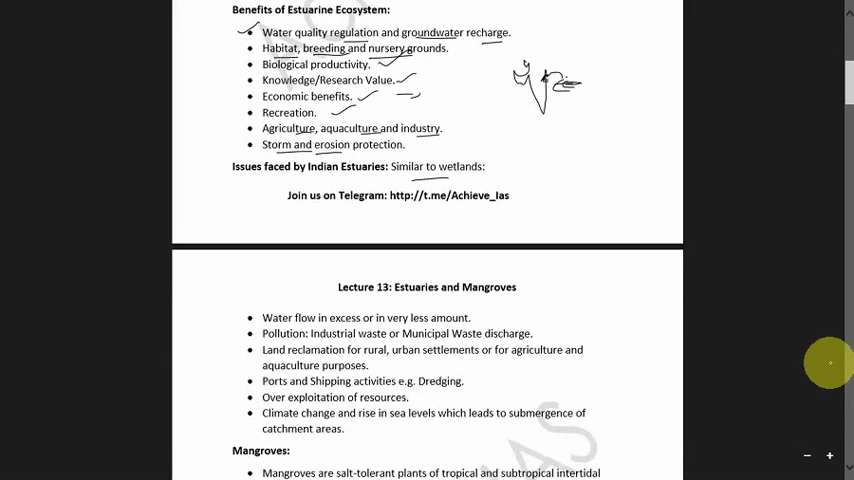 Benefits of Estuarine Ecosystem:
• Water quality regulation and groundwater recharge.
• Habitat, breeding and nursery grounds.
• Biological productivity.
• Knowledge/Research Value.
• Economic benefits.
• Recreation.
• Agriculture, aquaculture and industry.
• Storm and erosion protection.
Issues faced by Indian Estuaries: Similar to wetlands:
Join us on Telegram: http://t.me/Achieve_Ias
Lecture 13: Estuaries and Mangroves
• Water flow in excess or in very less amount.
• Pollution: Industrial waste or Municipal Waste discharge.
• Land reclamation for rural, urban settlements or for agriculture and
aquaculture purposes.
• Ports and Shipping activities e.g. Dredging.
• Over exploitation of resources.
• Climate change and rise in sea levels which leads to submergence of
catchment areas.
Mangroves:
• Mangroves are salt-tolerant plants of tropical and subtropical intertidal